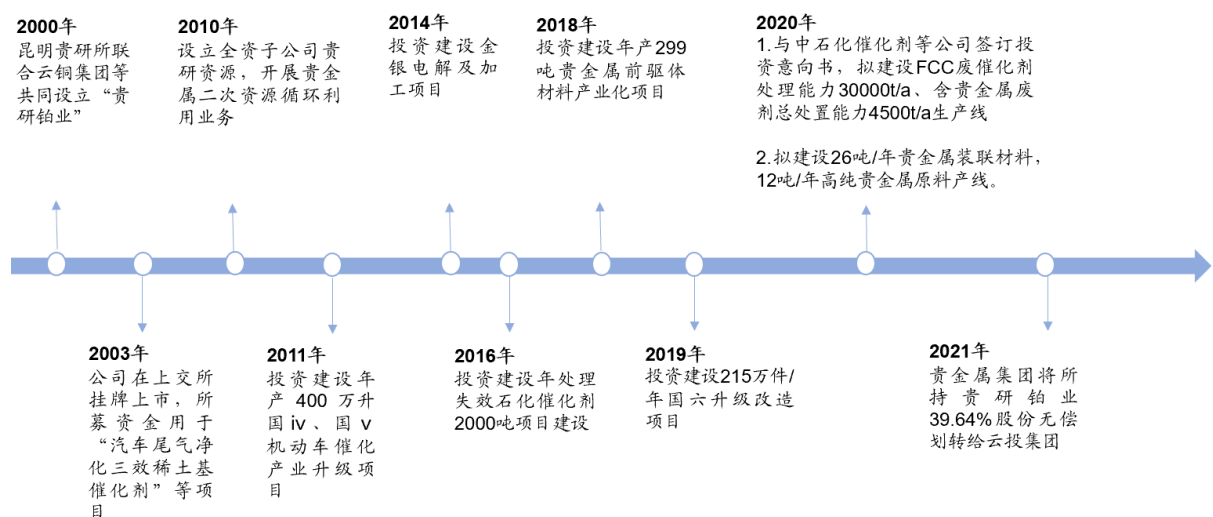 2000年
昆明贵研所联
合云铜集团等
共同设立“贵
研铂业”
2010年
设立全资子公司贵
研资源，开展贵金
属二次资源循环利
用业务
2014年
投资建设金
银电解及加
工项目
2018年
投资建设年产299
吨贵金属前驱体
材料产业化项目
2020年
1.与中石化催化剂等公司签订投
资意向书，拟建设FCC废催化剂
处理能力30000t/a、含贵金属废
剂总处置能力4500t/a生产线
2.拟建设26吨/年贵金属装联材料，
12吨/年高纯贵金属原料产线。
2003年
公司在上交所
挂牌上市，所
募资金用于
“汽车尾气净
化三效稀土基
催化剂”等项
目
2011年
投资建设年
产 400 万升
国ⅳ、国ⅴ
机动车催化
产业升级项
目
2016年
投资建设年处理
失效石化催化剂
2000吨项目建设
2019年
投资建设215万件/
年国六升级改造
项目
2021年
贵金属集团将所
持贵研铂业
39.64%股份无偿
划转给云投集团